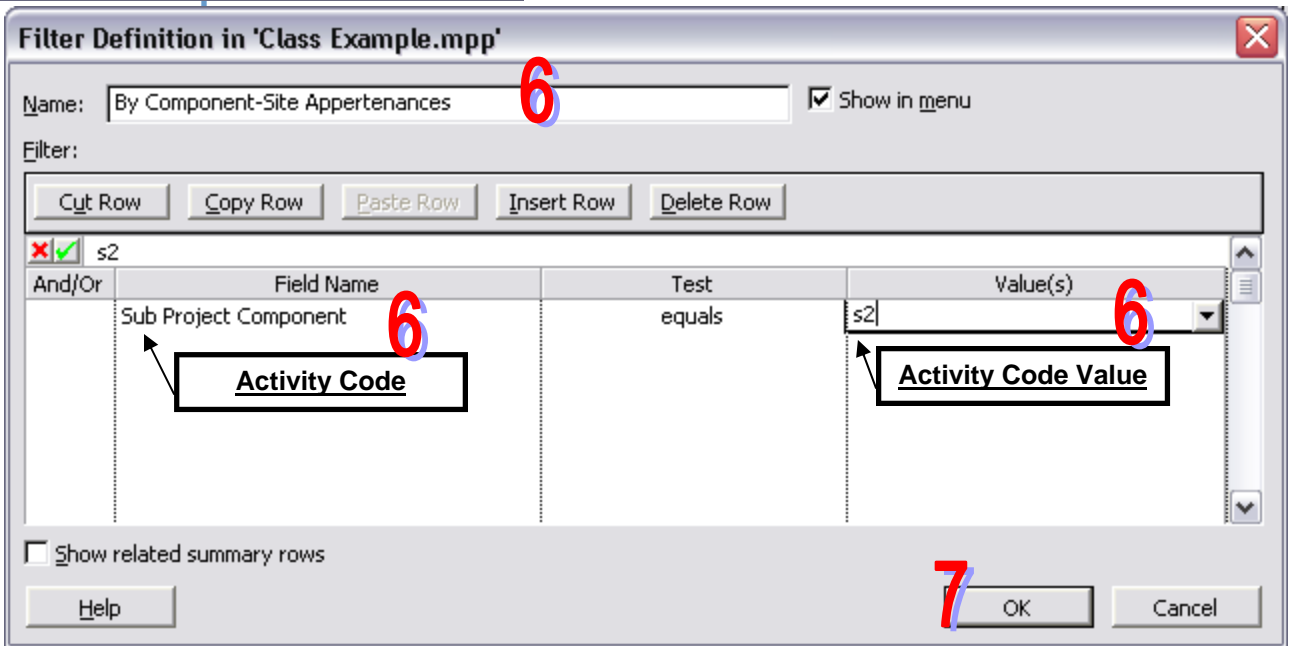 Filter Definition in 'Class Example.mpp'
Name: By Component-Site Appertenances 6 Show in menu
Filter:
Cut Row Copy Row Paste Row Insert Row Delete Row
s2
And/Or Field Name Test Value(s)
Sub Project Component 6 equals s2 6
Activity Code Activity Code Value
Show related summary rows
Help 7 OK Cancel